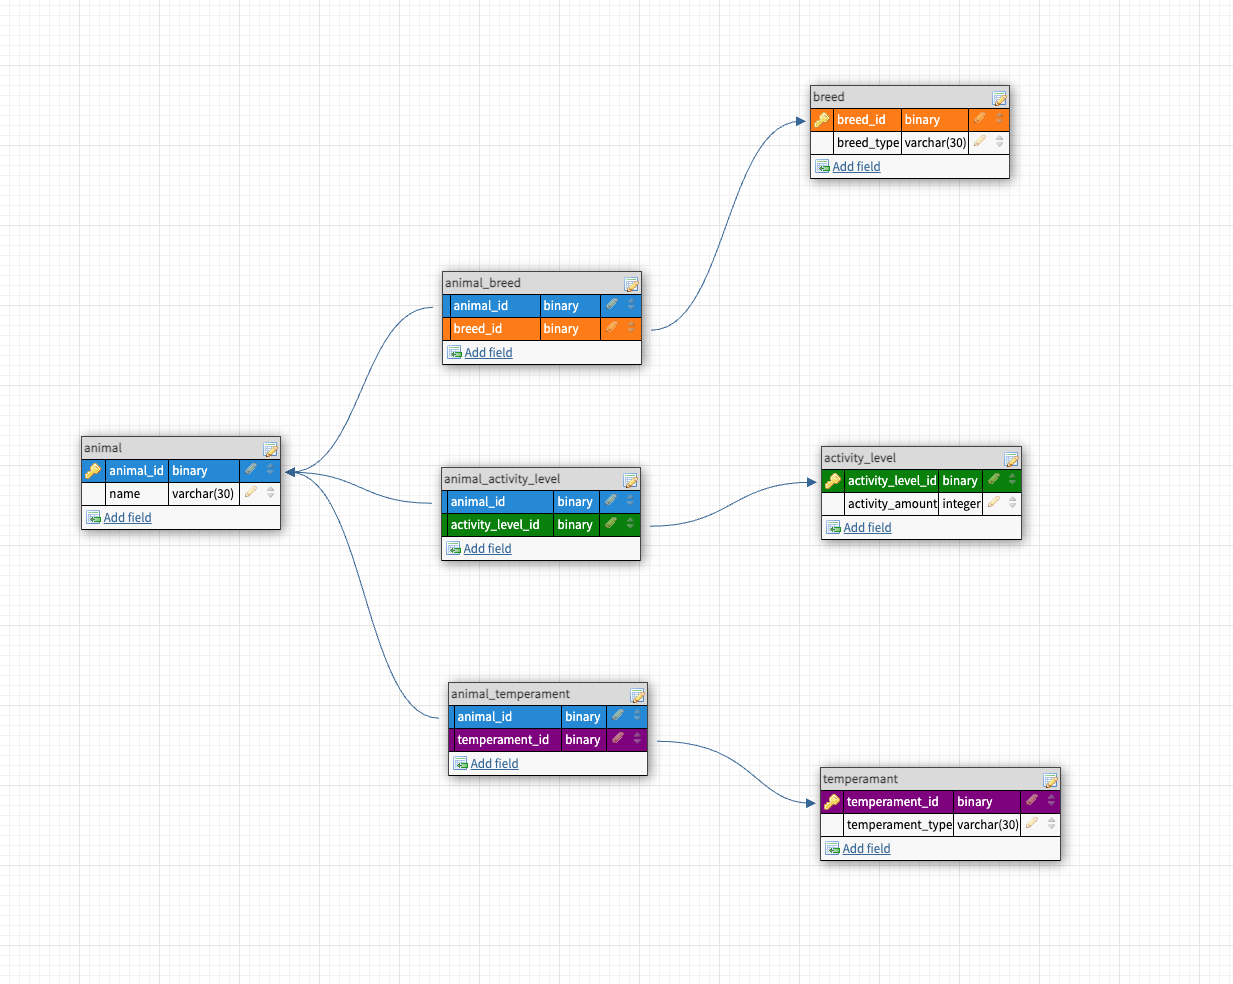 breed
breed_id binary
breed_type varchar(30)
Add field
animal_breed
animal_id binary
breed_id binary
Add field
animal
animal_id binary
name varchar(30)
Add field
animal_activity_level
animal_id binary
activity_level_id binary
Add field
activity_level
activity_level_id binary
activity_amount integer
Add field
animal_temperament
animal_id binary
temperament_id binary
Add field
temperamant
temperament_id binary
temperament_type varchar(30)
Add field